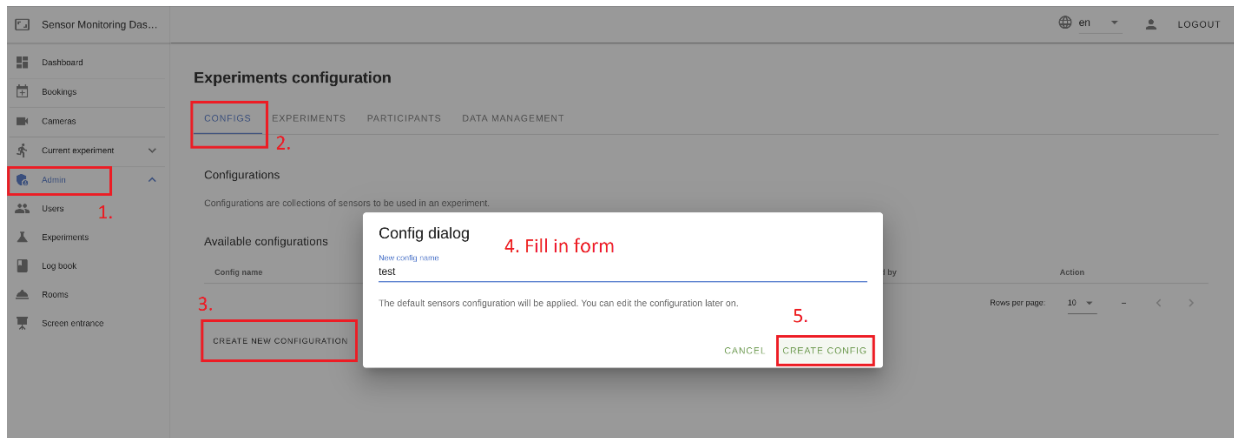 Sensor Monitoring Das...
en
LOGOUT
Dashboard
Bookings
Cameras
Current experiment
Admin
1.
Users
Experiments
Log book
Rooms
Screen entrance
Experiments configuration
CONFIGS EXPERIMENTS PARTICIPANTS DATA MANAGEMENT
2.
Configurations
Configurations are collections of sensors to be used in an experiment.
Available configurations
Config name
by
Action
Rows per page: 10 –
3.
CREATE NEW CONFIGURATION
Config dialog
4. Fill in form
New config name
test
The default sensors configuration will be applied. You can edit the configuration later on.
5.
CANCEL CREATE CONFIG